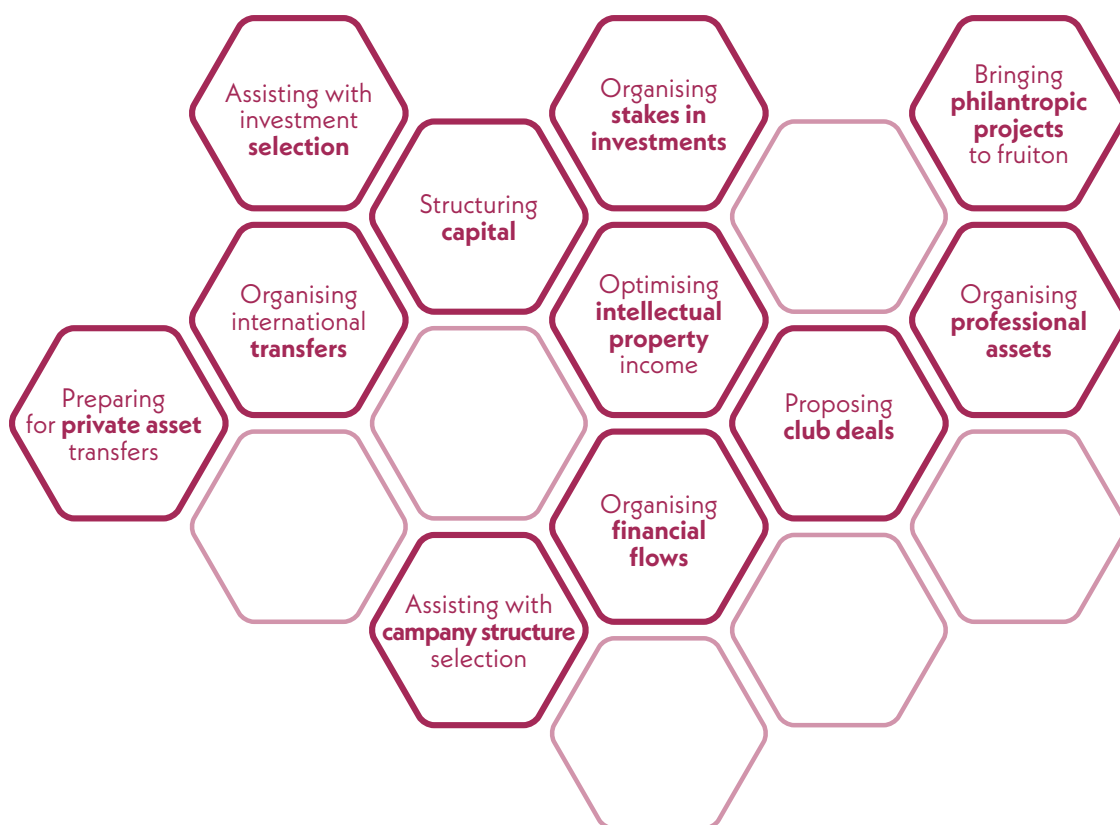 Assisting with
investment
selection
Organising
stakes in
investments
Bringing
philantropic
projects
to fruiton
Structuring
capital
Organising
international
transfers
Optimising
intellectual
property
income
Organising
professional
assets
Preparing
for private asset
transfers
Proposing
club deals
Organising
financial
flows
Assisting with
campany structure
selection